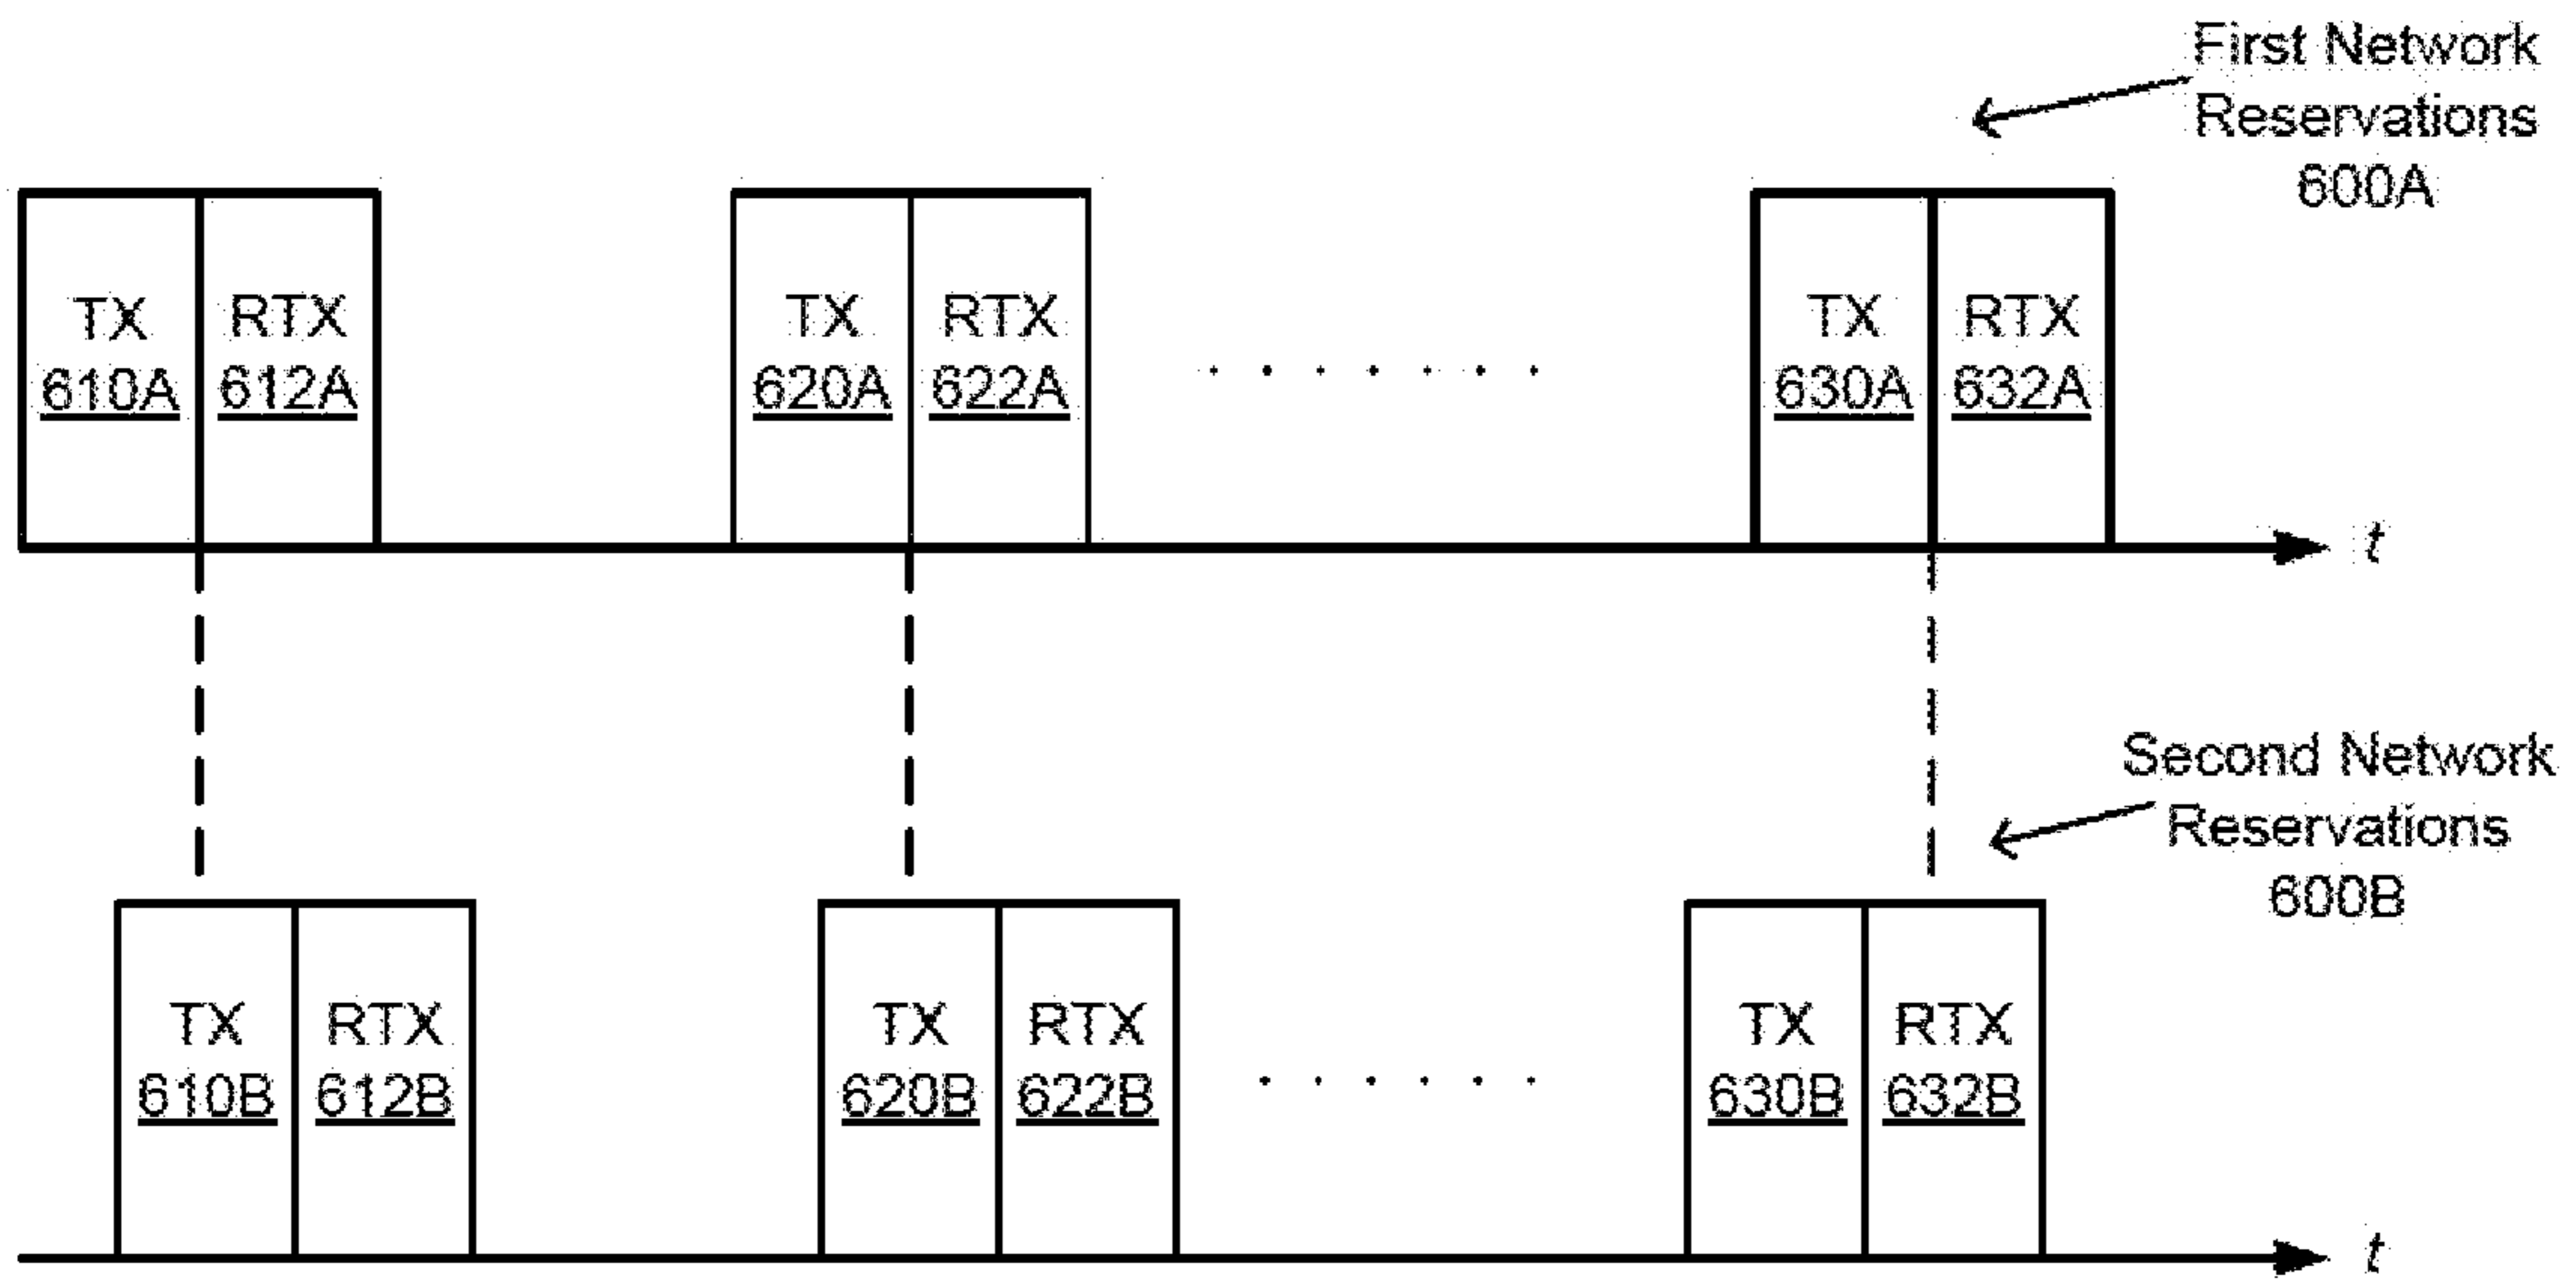 First Network
Reservations
600A
TX RTX TX RTX TX RTX
610A 612A 620A 622A 630A 632A
t
Second Network
Reservations
600B
TX RTX TX RTX TX RTX
610B 612B 620B 622B 630B 632B
t